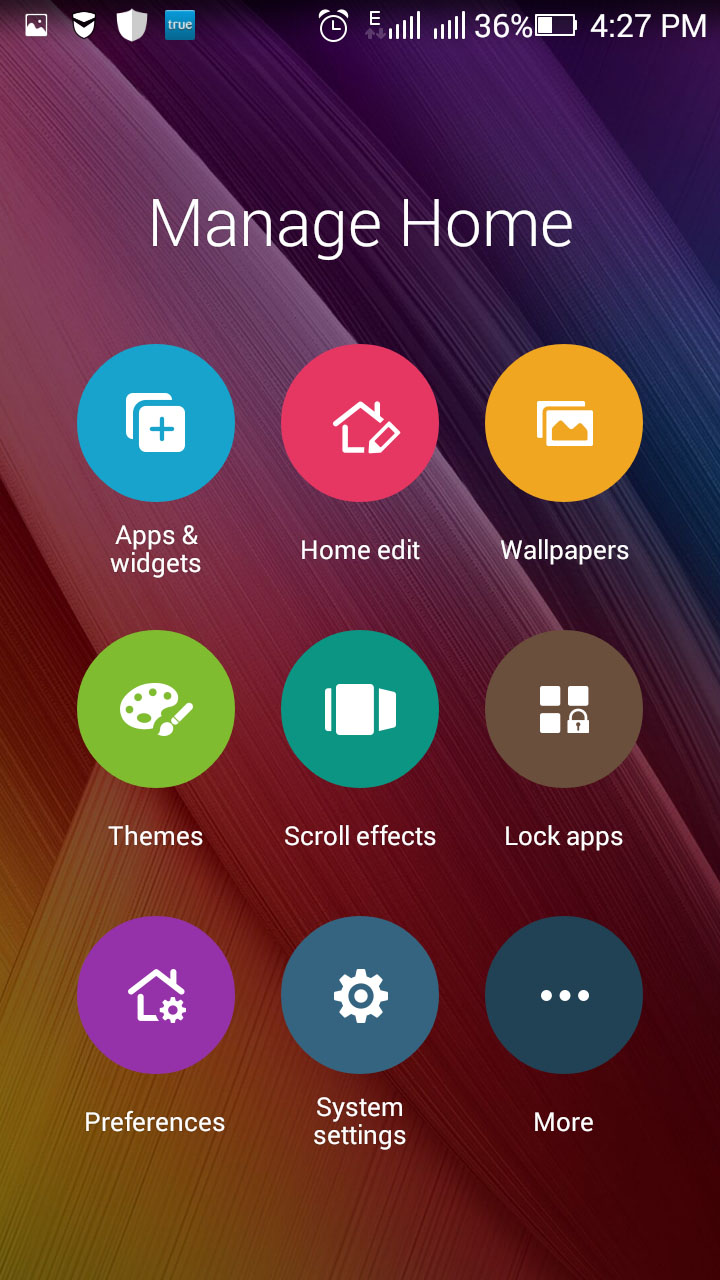 true E 36% 4:27 PM
Manage Home
Apps &
widgets
Home edit
Wallpapers
Themes
Scroll effects
Lock apps
Preferences
System
settings
More